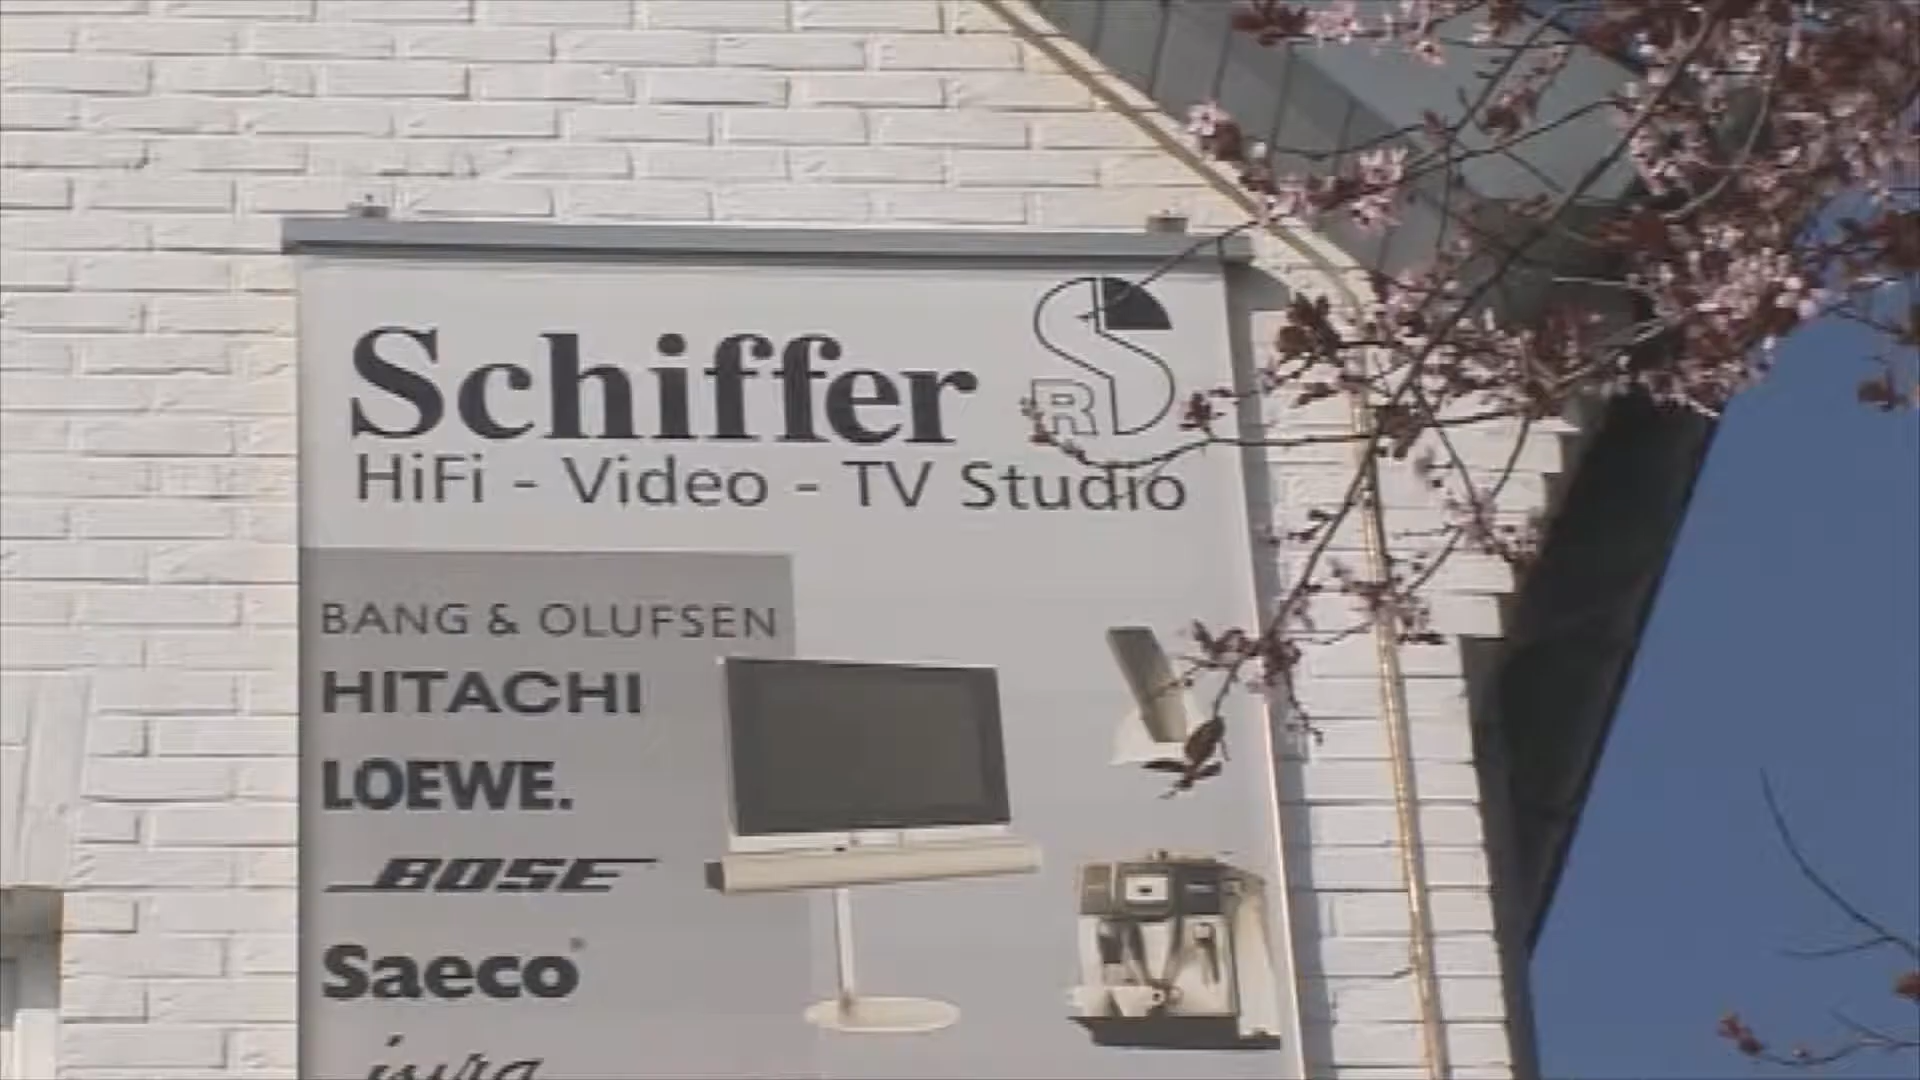 Schiffer
R
HiFi - Video - TV Studio
BANG & OLUFSEN
HITACHI
LOEWE.
BOSE
Saeco